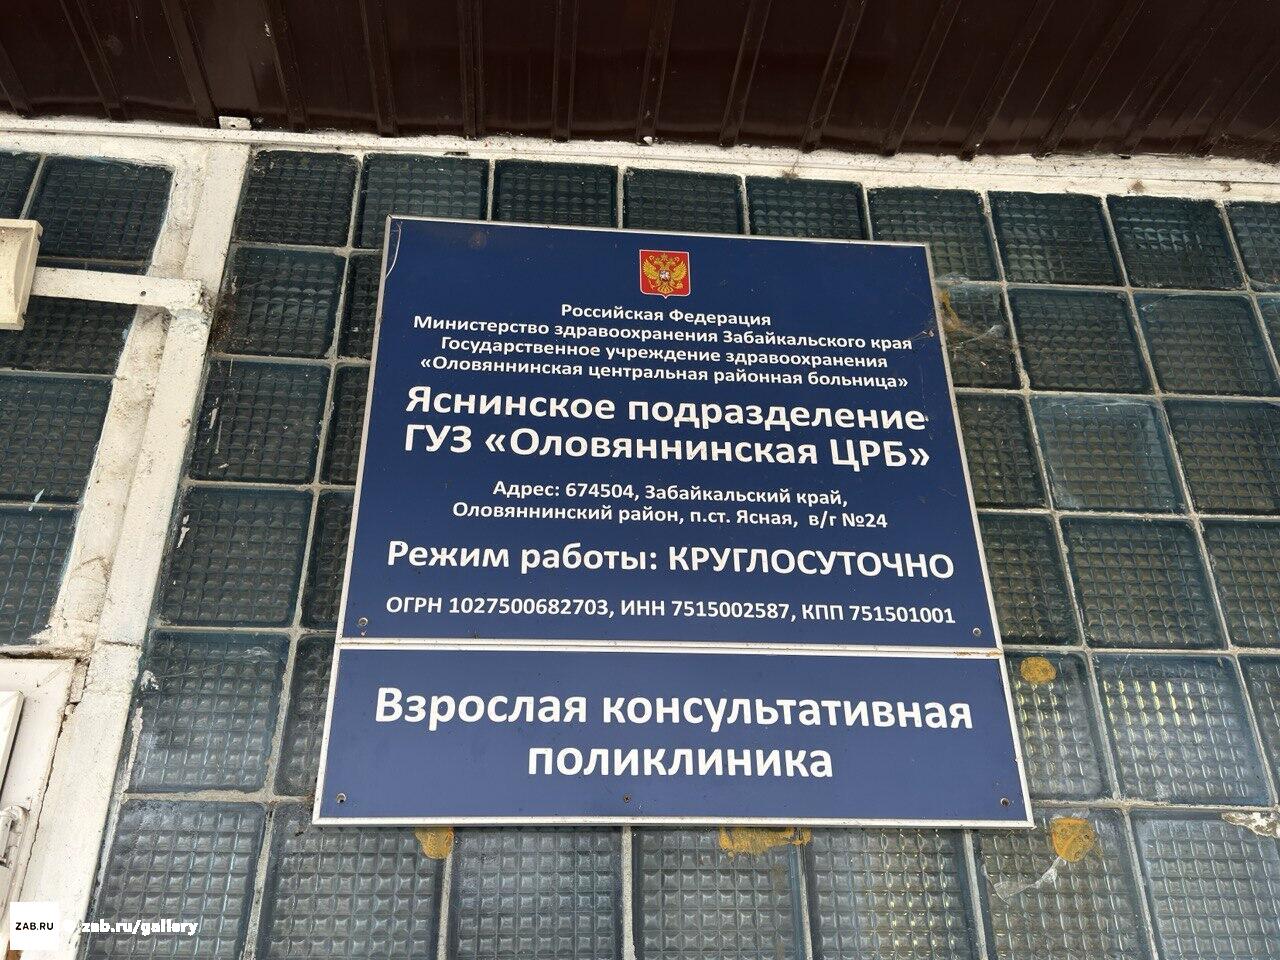 Российская Федерация
Министерство здравоохранения Забайкальского края
Государственное учреждение здравоохранения
«Оловяннинская центральная районная больница»
Яснинское подразделение
ГУЗ «Оловяннинская ЦРБ»
Адрес: 674504, Забайкальский край,
Оловяннинский район, п.ст. Ясная, в/г №24
Режим работы: КРУГЛОСУТОЧНО
ОГРН 1027500682703, ИНН 7515002587, КПП 751501001
Взрослая консультативная
поликлиника
ZAB.RU
zab.ru/gallery